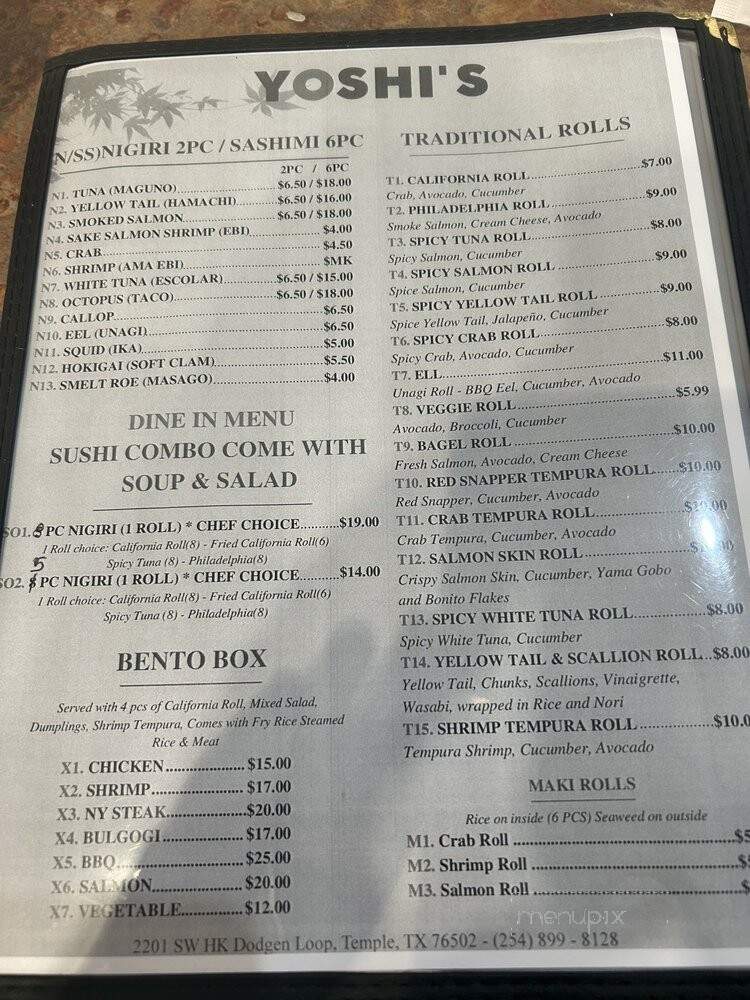 YOSHI'S
N/SS)NIGIRI 2PC / SASHIMI 6PC
2PC / 6PC
N1. TUNA (MAGUNO)..........$6.50 / $18.00
N2. YELLOW TAIL (HAMACHI)..........$6.50 / $16.00
N3. SMOKED SALMON..........$6.50 / $18.00
N4. SAKE SALMON SHRIMP (EBI)..........$4.00
N5. CRAB..........$4.50
N6. SHRIMP (AMA EBI)..........$MK
N7. WHITE TUNA (ESCOLAR)..........$6.50 / $15.00
N8. OCTOPUS (TACO)..........$6.50 / $18.00
N9. CALLOP..........$6.50
N10. EEL (UNAGI)..........$6.50
N11. SQUID (IKA)..........$5.00
N12. HOKIGAI (SOFT CLAM)..........$5.50
N13. SMELT ROE (MASAGO)..........$4.00
DINE IN MENU
SUSHI COMBO COME WITH
SOUP & SALAD
SO1. 8 PC NIGIRI (1 ROLL) * CHEF CHOICE..........$19.00
1 Roll choice: California Roll(8) - Fried California Roll(6)
Spicy Tuna (8) - Philadelphia(8)
SO2. 5 PC NIGIRI (1 ROLL) * CHEF CHOICE..........$14.00
1 Roll choice: California Roll(8) - Fried California Roll(6)
Spicy Tuna (8) - Philadelphia(8)
BENTO BOX
Served with 4 pcs of California Roll, Mixed Salad,
Dumplings, Shrimp Tempura, Comes with Fry Rice Steamed
Rice & Meat
X1. CHICKEN..........$15.00
X2. SHRIMP..........$17.00
X3. NY STEAK..........$20.00
X4. BULGOGI..........$17.00
X5. BBQ..........$25.00
X6. SALMON..........$20.00
X7. VEGETABLE..........$12.00
TRADITIONAL ROLLS
T1. CALIFORNIA ROLL..........$7.00
Crab, Avocado, Cucumber
T2. PHILADELPHIA ROLL..........$9.00
Smoke Salmon, Cream Cheese, Avocado
T3. SPICY TUNA ROLL..........$8.00
Spicy Salmon, Cucumber
T4. SPICY SALMON ROLL..........$9.00
Spice Salmon, Cucumber
T5. SPICY YELLOW TAIL ROLL..........$9.00
Spice Yellow Tail, Jalapeño, Cucumber
T6. SPICY CRAB ROLL..........$8.00
Spicy Crab, Avocado, Cucumber
T7. ELL..........$11.00
Unagi Roll - BBQ Eel, Cucumber, Avocado
T8. VEGGIE ROLL..........$5.99
Avocado, Broccoli, Cucumber
T9. BAGEL ROLL..........$10.00
Fresh Salmon, Avocado, Cream Cheese
T10. RED SNAPPER TEMPURA ROLL..........$10.00
Red Snapper, Cucumber, Avocado
T11. CRAB TEMPURA ROLL..........
Crab Tempura, Cucumber, Avocado
T12. SALMON SKIN ROLL..........
Crispy Salmon Skin, Cucumber, Yama Gobo
and Bonito Flakes
T13. SPICY WHITE TUNA ROLL..........$8.00
Spicy White Tuna, Cucumber
T14. YELLOW TAIL & SCALLION ROLL..$8.00
Yellow Tail, Chunks, Scallions, Vinaigrette,
Wasabi, wrapped in Rice and Nori
T15. SHRIMP TEMPURA ROLL..........$10.0
Tempura Shrimp, Cucumber, Avocado
MAKI ROLLS
Rice on inside (6 PCS) Seaweed on outside
M1. Crab Roll..........$5
M2. Shrimp Roll..........$
M3. Salmon Roll..........$
menupix
2201 SW HK Dodgen Loop, Temple, TX 76502 - (254) 899 - 8128